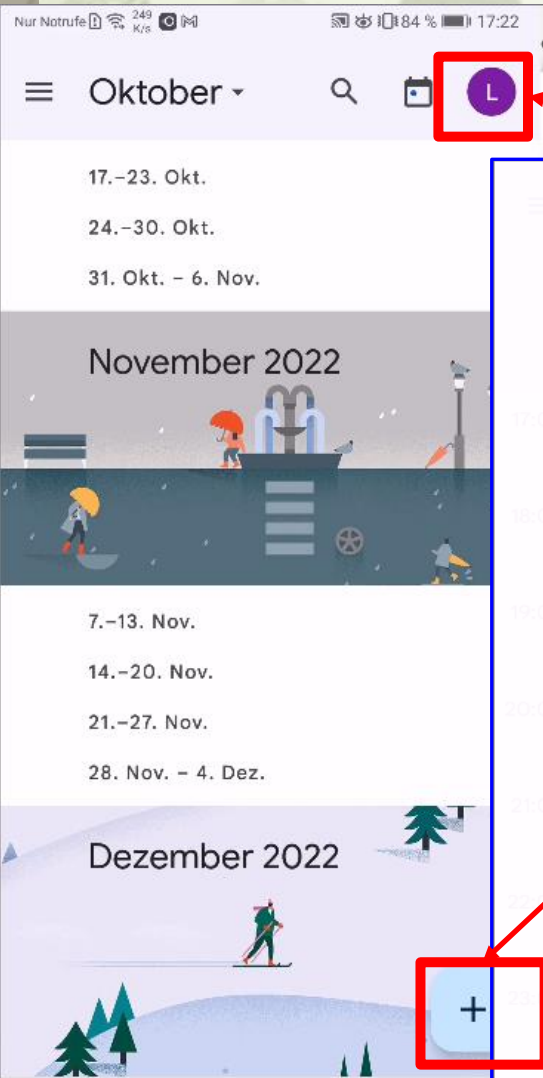 Nur Notrufe 249 K/s 84 % 17:22
Oktober L
17.–23. Okt.
24.–30. Okt.
31. Okt. – 6. Nov.
November 2022
7.–13. Nov.
14.–20. Nov.
21.–27. Nov.
28. Nov. – 4. Dez.
Dezember 2022
+